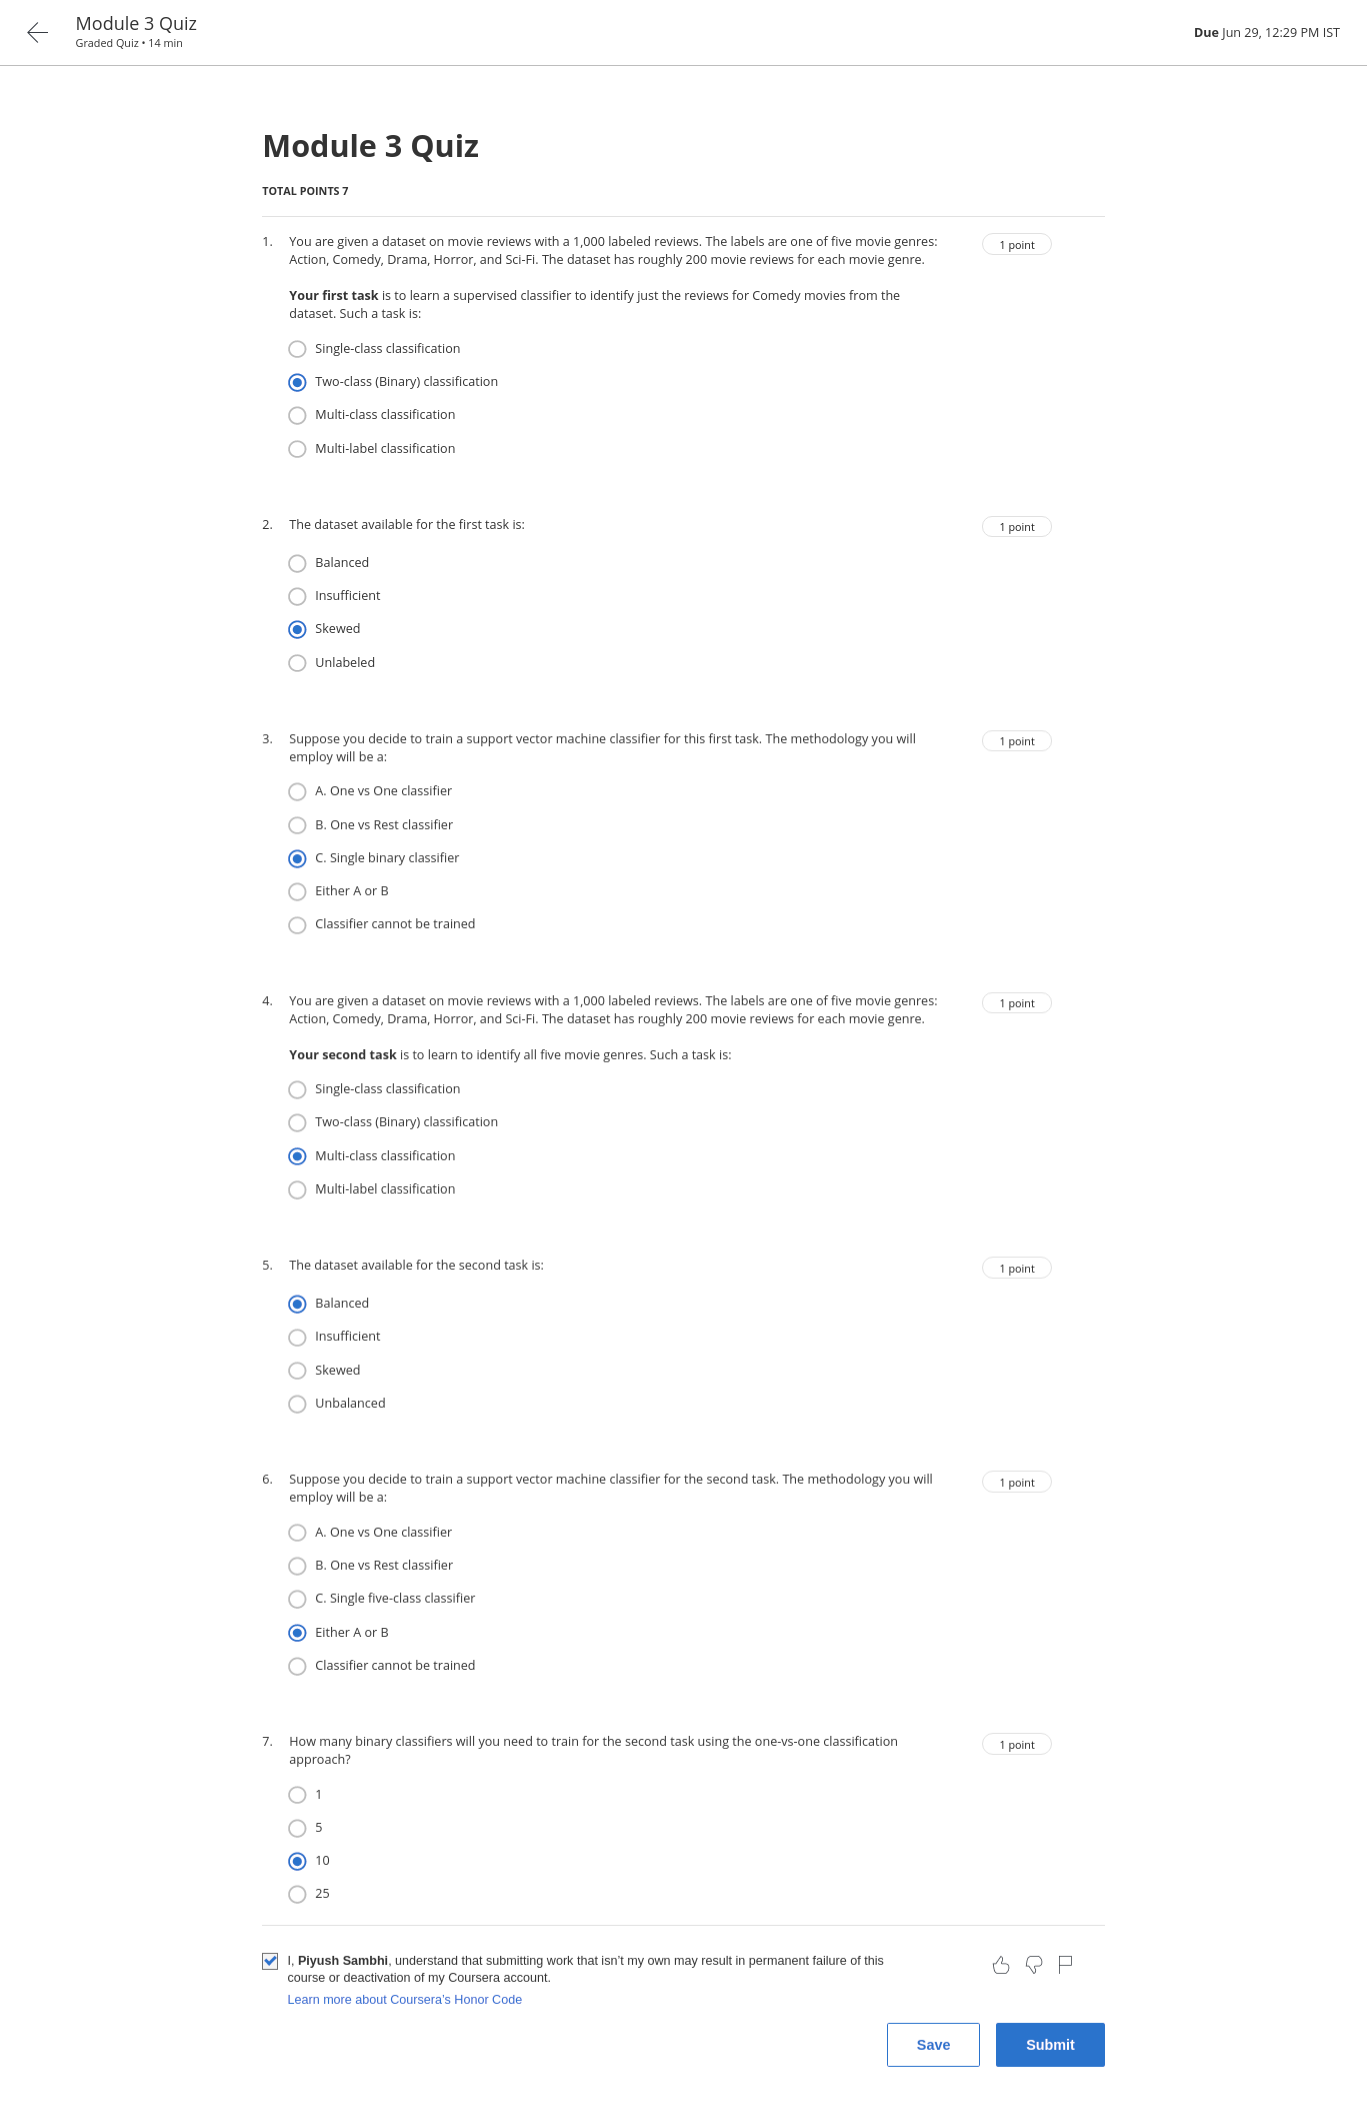 Module 3 Quiz
Graded Quiz • 14 min
Due Jun 29, 12:29 PM IST
Module 3 Quiz
TOTAL POINTS 7
1. You are given a dataset on movie reviews with a 1,000 labeled reviews. The labels are one of five movie genres:
Action, Comedy, Drama, Horror, and Sci-Fi. The dataset has roughly 200 movie reviews for each movie genre.
1 point
Your first task is to learn a supervised classifier to identify just the reviews for Comedy movies from the
dataset. Such a task is:
Single-class classification
Two-class (Binary) classification
Multi-class classification
Multi-label classification
2. The dataset available for the first task is:
1 point
Balanced
Insufficient
Skewed
Unlabeled
3. Suppose you decide to train a support vector machine classifier for this first task. The methodology you will
employ will be a:
1 point
A. One vs One classifier
B. One vs Rest classifier
C. Single binary classifier
Either A or B
Classifier cannot be trained
4. You are given a dataset on movie reviews with a 1,000 labeled reviews. The labels are one of five movie genres:
Action, Comedy, Drama, Horror, and Sci-Fi. The dataset has roughly 200 movie reviews for each movie genre.
1 point
Your second task is to learn to identify all five movie genres. Such a task is:
Single-class classification
Two-class (Binary) classification
Multi-class classification
Multi-label classification
5. The dataset available for the second task is:
1 point
Balanced
Insufficient
Skewed
Unbalanced
6. Suppose you decide to train a support vector machine classifier for the second task. The methodology you will
employ will be a:
1 point
A. One vs One classifier
B. One vs Rest classifier
C. Single five-class classifier
Either A or B
Classifier cannot be trained
7. How many binary classifiers will you need to train for the second task using the one-vs-one classification
approach?
1 point
1
5
10
25
I, Piyush Sambhi, understand that submitting work that isn't my own may result in permanent failure of this
course or deactivation of my Coursera account.
Learn more about Coursera's Honor Code
Save
Submit